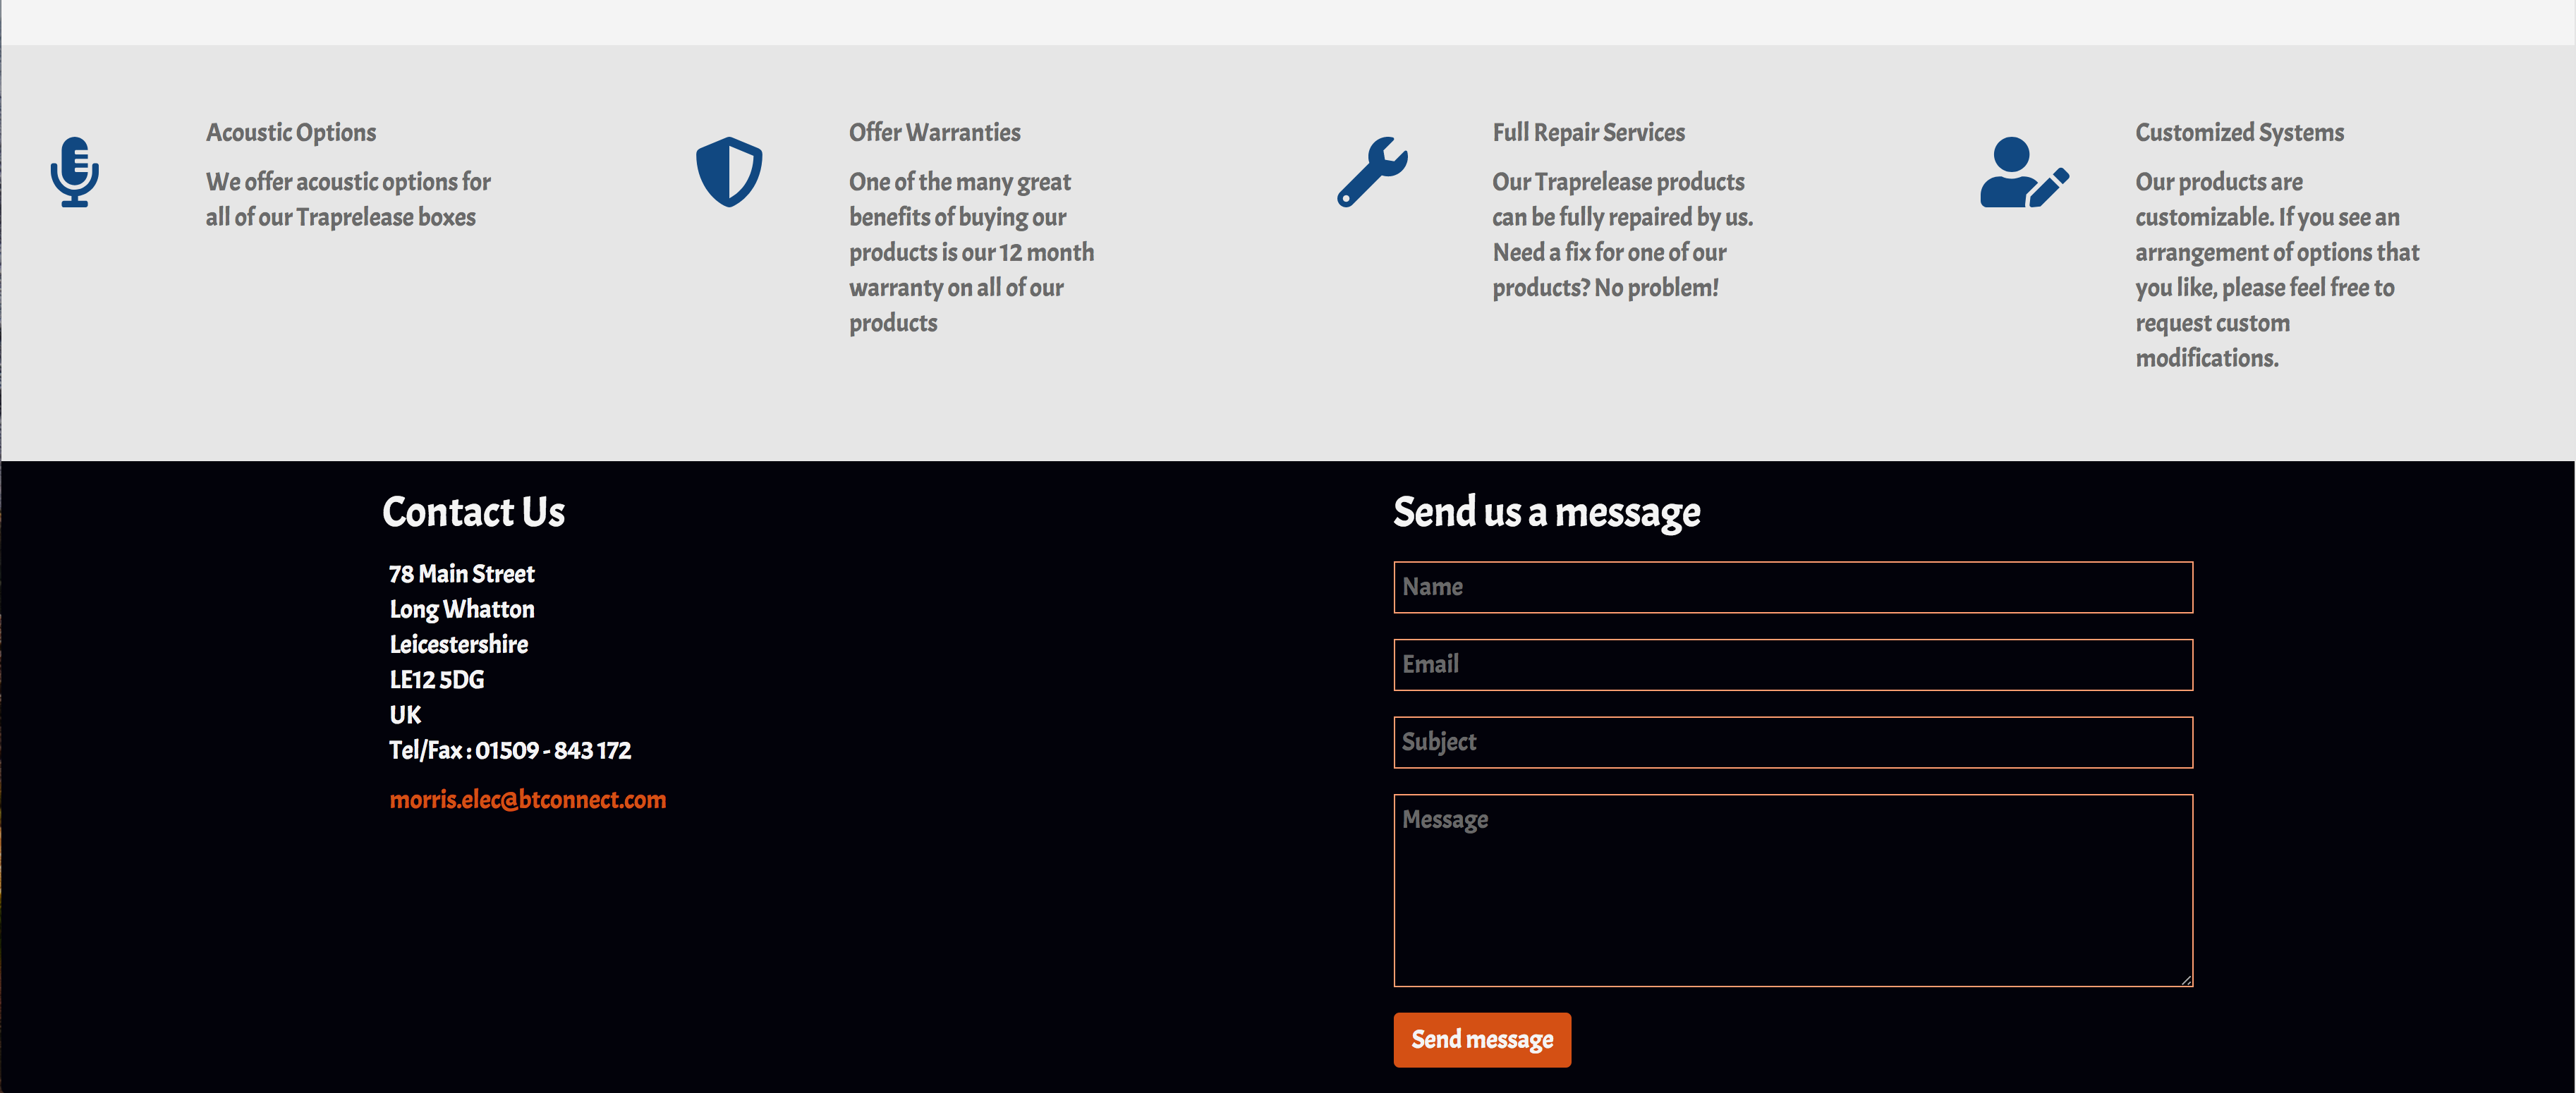 Acoustic Options
We offer acoustic options for
all of our Traprelease boxes
Offer Warranties
One of the many great
benefits of buying our
products is our 12 month
warranty on all of our
products
Full Repair Services
Our Traprelease products
can be fully repaired by us.
Need a fix for one of our
products? No problem!
Customized Systems
Our products are
customizable. If you see an
arrangement of options that
you like, please feel free to
request custom
modifications.
Contact Us
78 Main Street
Long Whatton
Leicestershire
LE12 5DG
UK
Tel/Fax : 01509 - 843 172
morris.elec@btconnect.com
Send us a message
Name
Email
Subject
Message
Send message